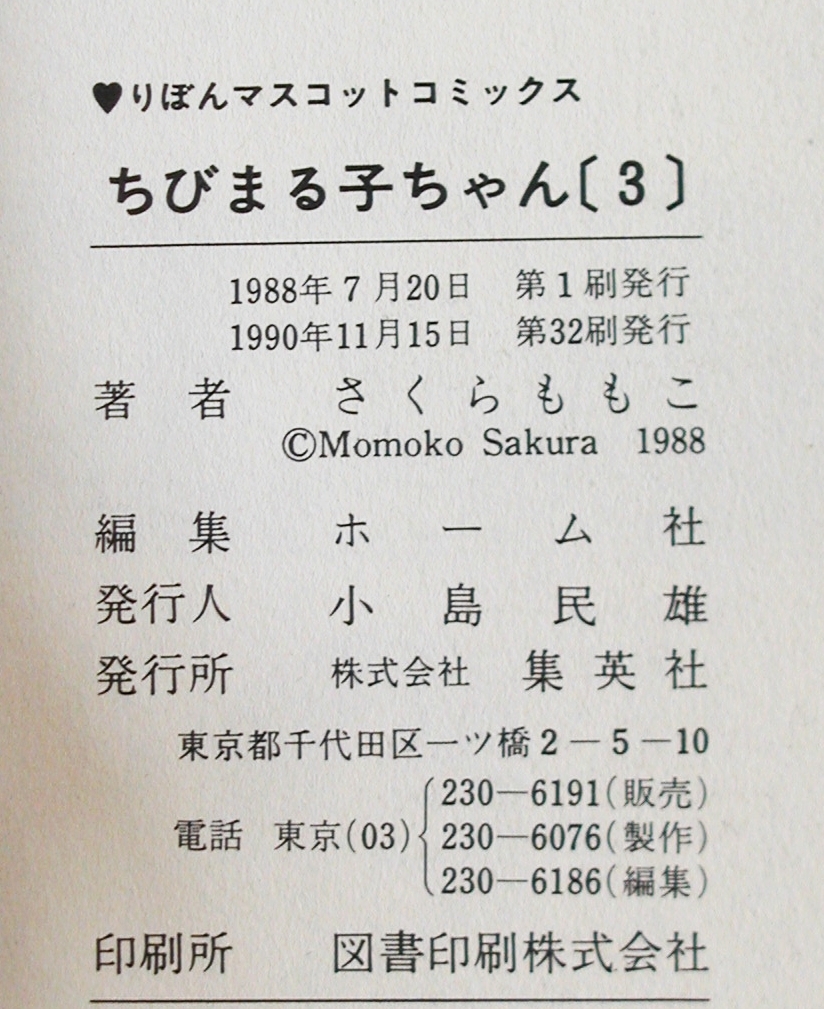 ♥りぼんマスコットコミックス
ちびまる子ちゃん〔3〕
1988年7月20日 第1刷発行
1990年11月15日 第32刷発行
著者 さくらももこ
©Momoko Sakura 1988
編集 ホーム社
発行人 小島民雄
発行所 株式会社 集英社
東京都千代田区一ツ橋2－5－10
230―6191(販売)
電話 東京(03) 230―6076(製作)
230―6186(編集)
印刷所 図書印刷株式会社